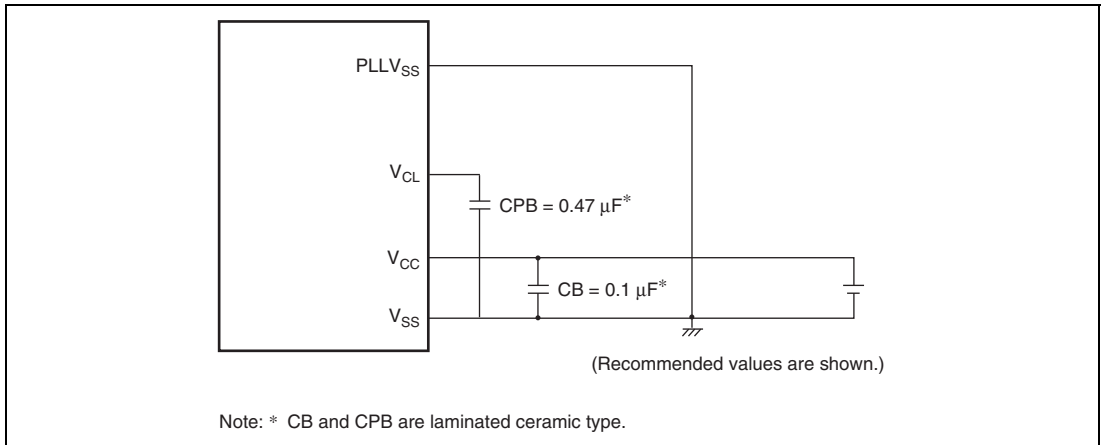 PLLVSS
VCL
CPB = 0.47 μF*
VCC
CB = 0.1 μF*
VSS
(Recommended values are shown.)
Note: * CB and CPB are laminated ceramic type.